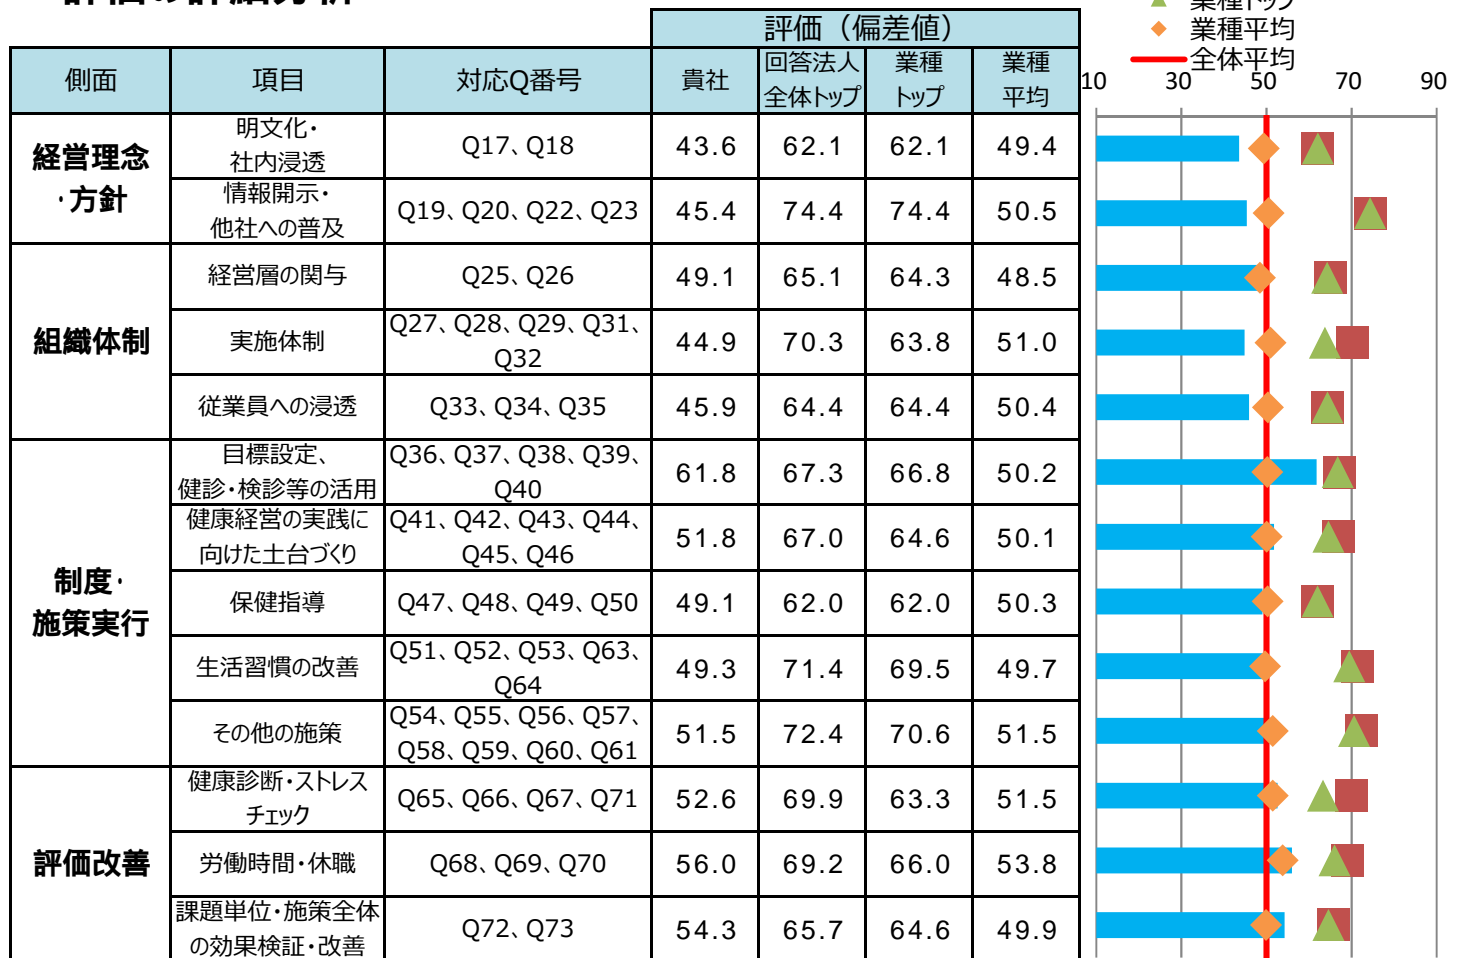 評価の詳細分析
業種トップ
業種平均
全体平均
評価（偏差値）
側面 項目 対応Q番号 貴社 回答法人全体トップ 業種トップ 業種平均
10 30 50 70 90
経営理念・方針
明文化・社内浸透 Q17、Q18 43.6 62.1 62.1 49.4
情報開示・他社への普及 Q19、Q20、Q22、Q23 45.4 74.4 74.4 50.5
組織体制
経営層の関与 Q25、Q26 49.1 65.1 64.3 48.5
実施体制 Q27、Q28、Q29、Q31、Q32 44.9 70.3 63.8 51.0
従業員への浸透 Q33、Q34、Q35 45.9 64.4 64.4 50.4
制度・施策実行
目標設定、健診・検診等の活用 Q36、Q37、Q38、Q39、Q40 61.8 67.3 66.8 50.2
健康経営の実践に向けた土台づくり Q41、Q42、Q43、Q44、Q45、Q46 51.8 67.0 64.6 50.1
保健指導 Q47、Q48、Q49、Q50 49.1 62.0 62.0 50.3
生活習慣の改善 Q51、Q52、Q53、Q63、Q64 49.3 71.4 69.5 49.7
その他の施策 Q54、Q55、Q56、Q57、Q58、Q59、Q60、Q61 51.5 72.4 70.6 51.5
評価改善
健康診断・ストレスチェック Q65、Q66、Q67、Q71 52.6 69.9 63.3 51.5
労働時間・休職 Q68、Q69、Q70 56.0 69.2 66.0 53.8
課題単位・施策全体の効果検証・改善 Q72、Q73 54.3 65.7 64.6 49.9